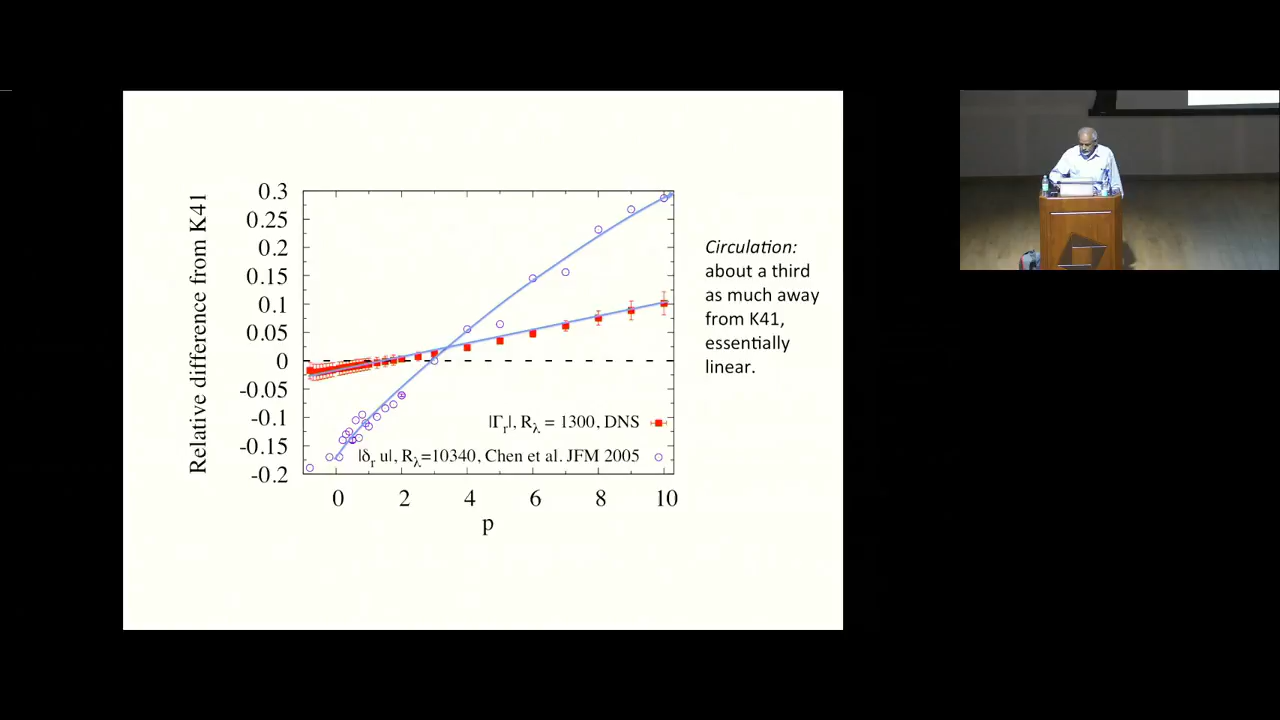 Relative difference from K41
0.3
0.25
0.2
0.15
0.1
0.05
0
-0.05
-0.1
-0.15
-0.2
|Γr|, Rλ = 1300, DNS
|δr u|, Rλ=10340, Chen et al. JFM 2005
0 2 4 6 8 10
p
Circulation:
about a third
as much away
from K41,
essentially
linear.